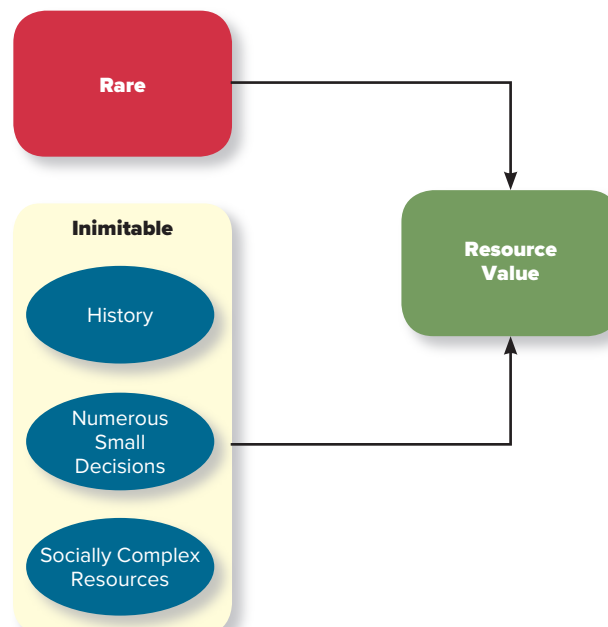 Rare
Inimitable
History
Numerous
Small
Decisions
Socially Complex
Resources
Resource
Value